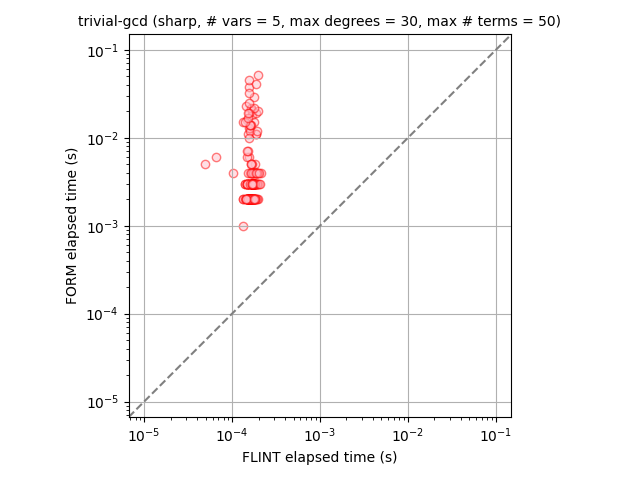 trivial-gcd (sharp, # vars = 5, max degrees = 30, max # terms = 50)
FORM elapsed time (s)
10⁻¹
10⁻²
10⁻³
10⁻⁴
10⁻⁵
10⁻⁵ 10⁻⁴ 10⁻³ 10⁻² 10⁻¹
FLINT elapsed time (s)